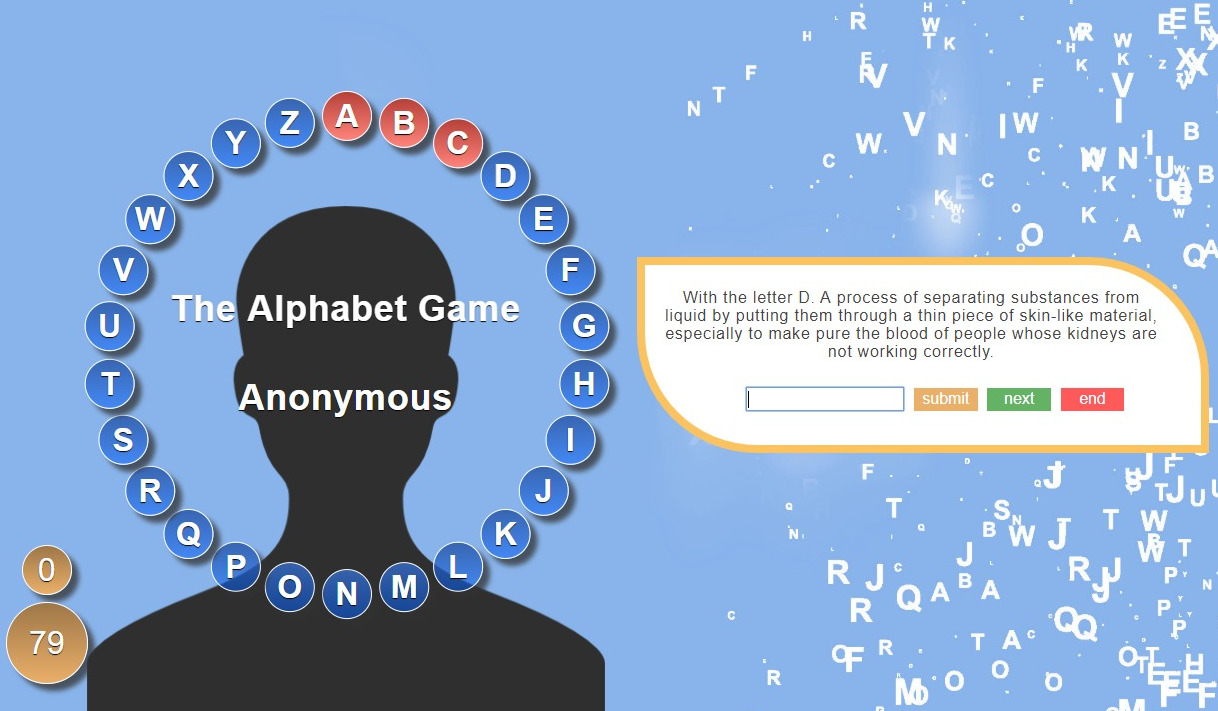 The Alphabet Game
Anonymous
A
B
C
D
E
F
G
H
I
J
K
L
M
N
O
P
Q
R
S
T
U
V
W
X
Y
Z
0
79
With the letter D. A process of separating substances from
liquid by putting them through a thin piece of skin-like material,
especially to make pure the blood of people whose kidneys are
not working correctly.
submit next end